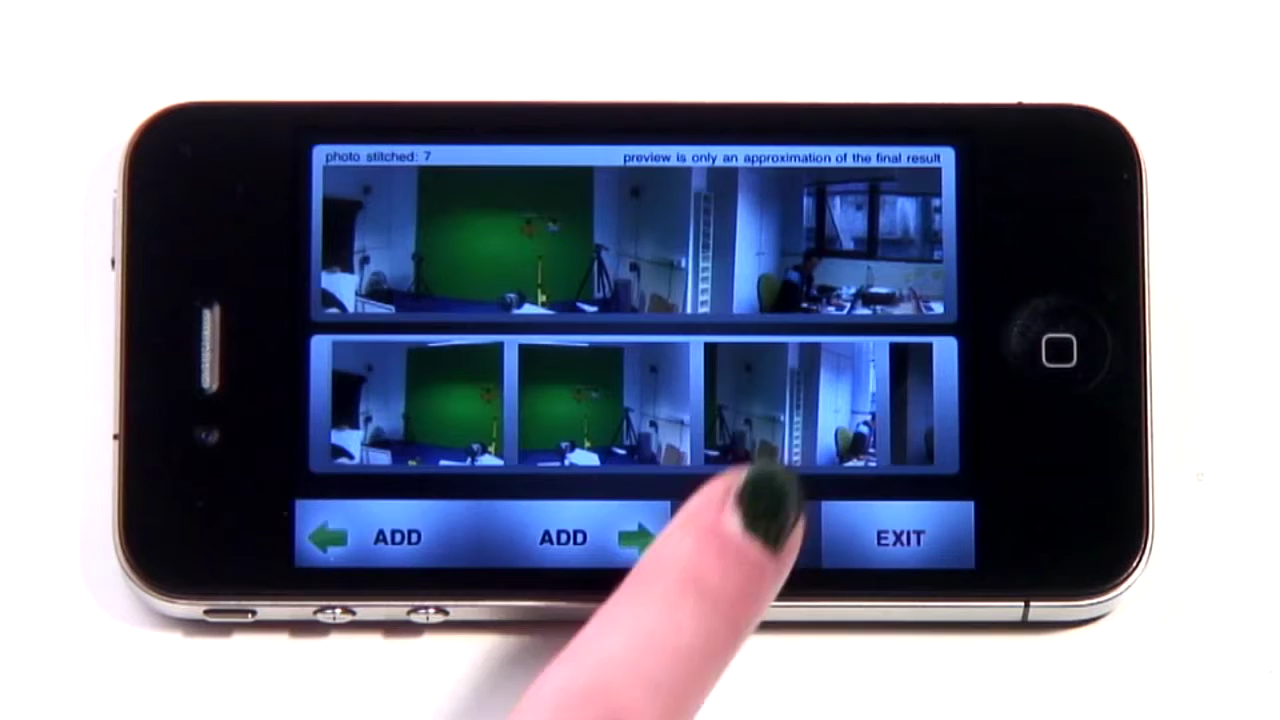 photo stitched: 7
preview is only an approximation of the final result
ADD
ADD
EXIT